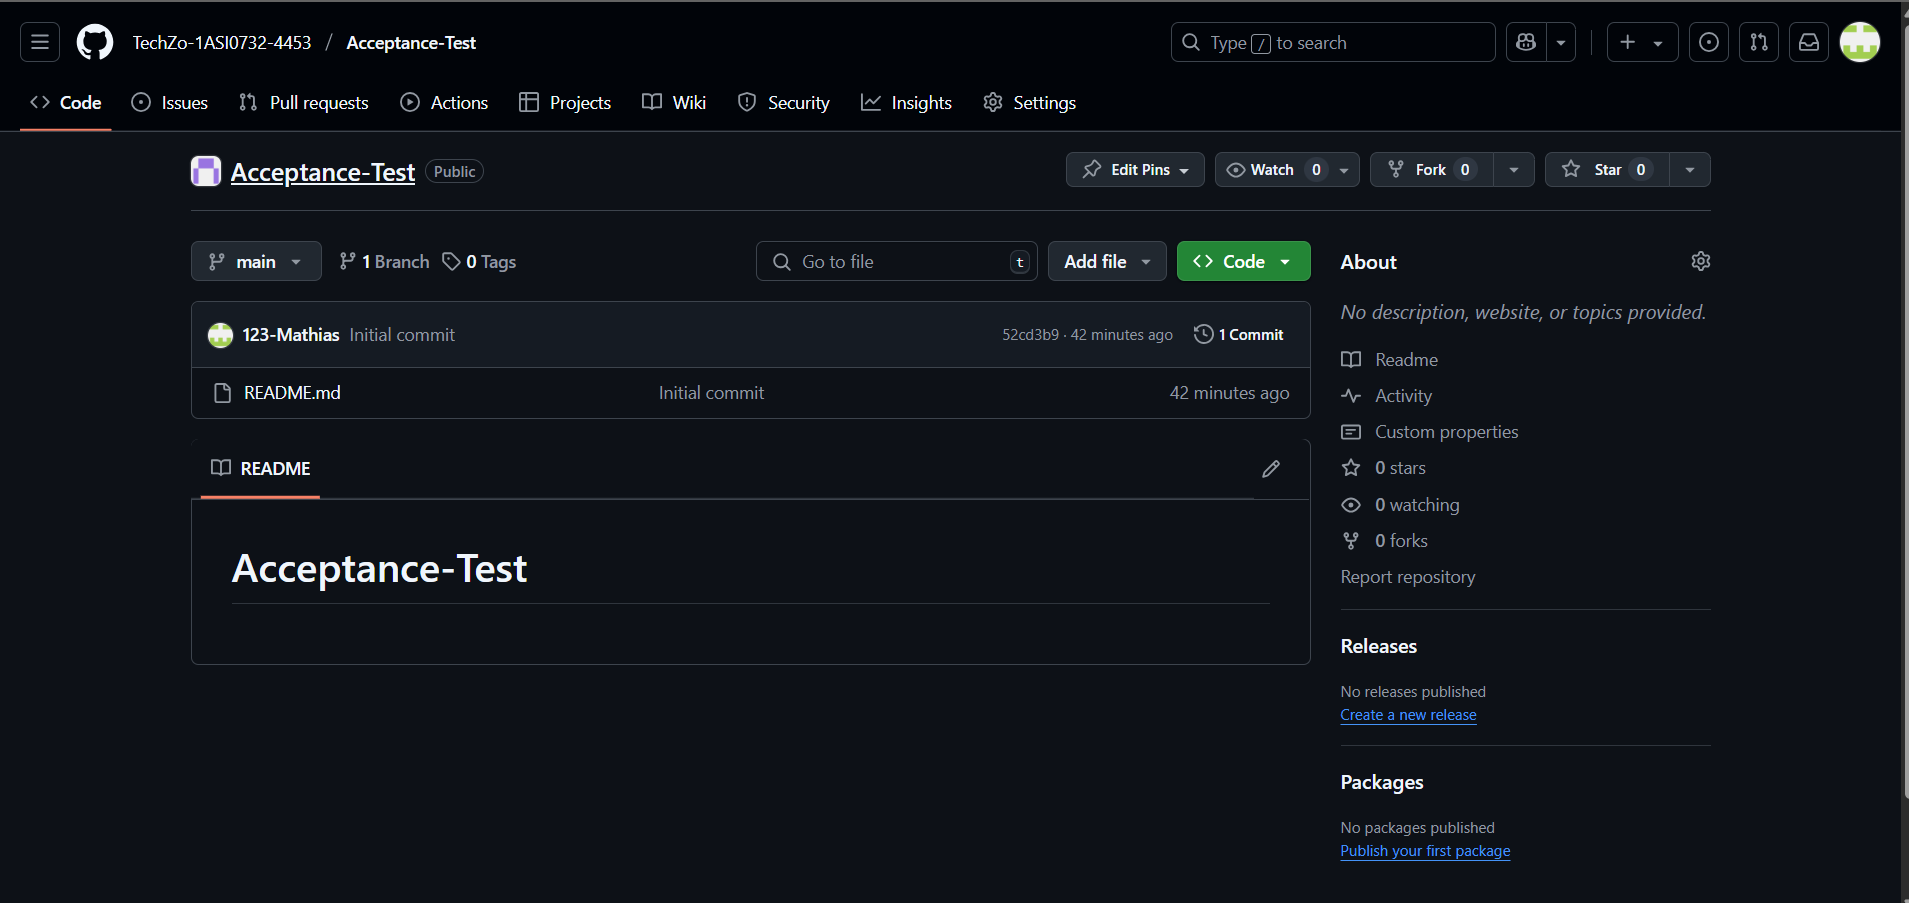 TechZo-1ASI0732-4453 / Acceptance-Test
Type / to search
Code Issues Pull requests Actions Projects Wiki Security Insights Settings
Acceptance-Test Public
Edit Pins Watch 0 Fork 0 Star 0
main 1 Branch 0 Tags Go to file t Add file Code
123-Mathias Initial commit 52cd3b9 · 42 minutes ago 1 Commit
README.md Initial commit 42 minutes ago
README
Acceptance-Test
About
No description, website, or topics provided.
Readme
Activity
Custom properties
0 stars
0 watching
0 forks
Report repository
Releases
No releases published
Create a new release
Packages
No packages published
Publish your first package